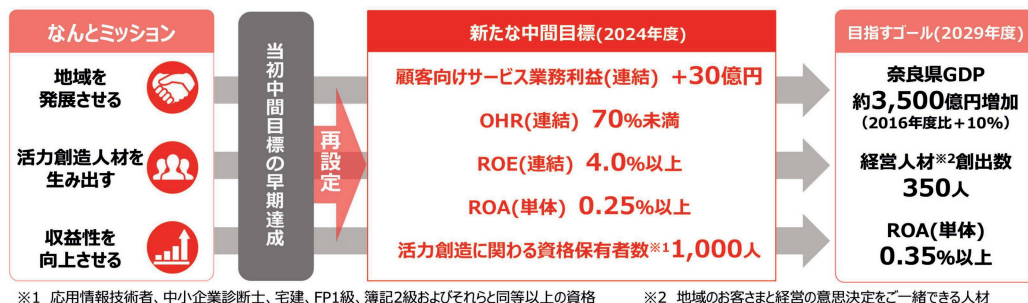 なんとミッション
地域を
発展させる
活力創造人材を
生み出す
収益性を
向上させる
当初中間目標の早期達成
再設定
新たな中間目標(2024年度)
顧客向けサービス業務利益(連結) +30億円
OHR(連結) 70%未満
ROE(連結) 4.0%以上
ROA(単体) 0.25%以上
活力創造に関わる資格保有者数※1 1,000人
目指すゴール(2029年度)
奈良県GDP
約3,500億円増加
(2016年度比+10%)
経営人材※2創出数
350人
ROA(単体)
0.35%以上
※1 応用情報技術者、中小企業診断士、宅建、FP1級、簿記2級およびそれらと同等以上の資格
※2 地域のお客さまと経営の意思決定をご一緒できる人材